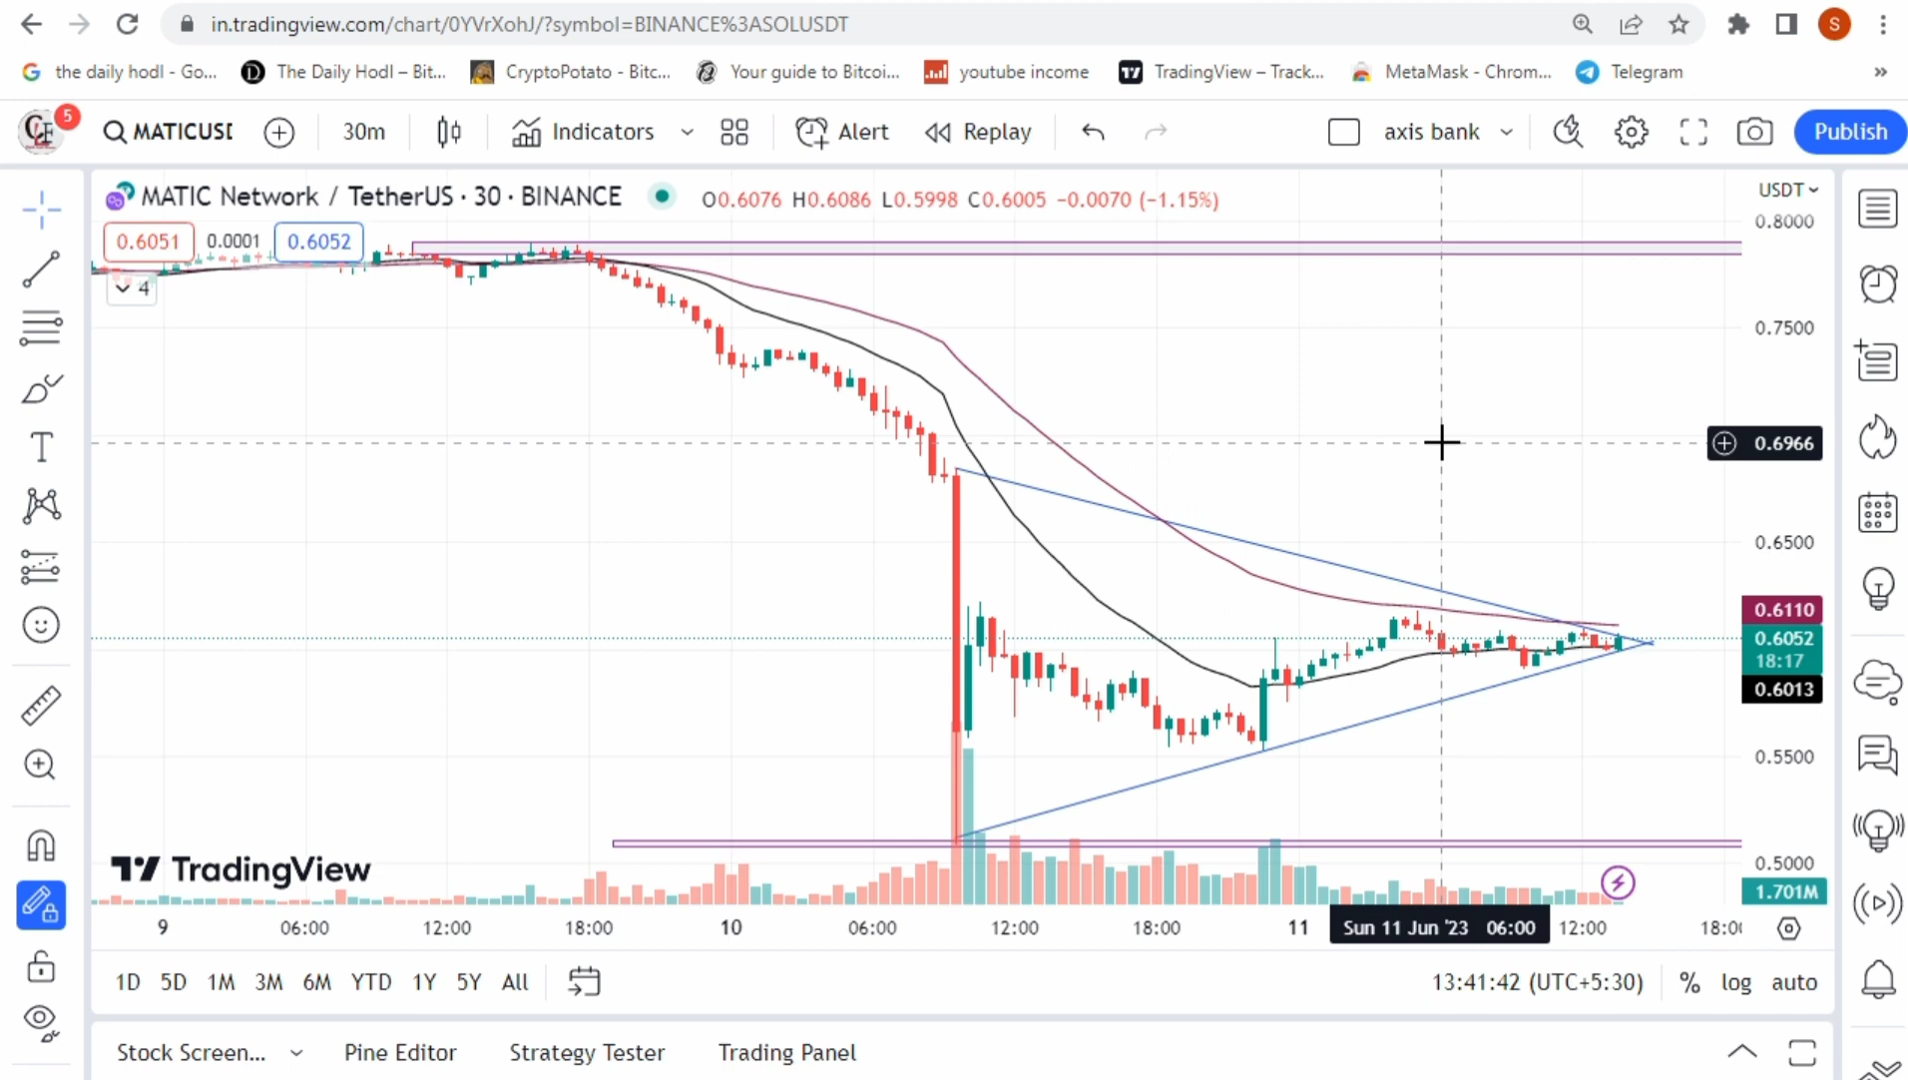 in.tradingview.com/chart/0YVrXohJ/?symbol=BINANCE%3ASOLUSDT
S
the daily hodl - Go...
The Daily Hodl – Bit...
CryptoPotato - Bitc...
Your guide to Bitcoi...
youtube income
TradingView – Track...
MetaMask - Chrom...
Telegram
»
5
MATICUSI
30m
Indicators
Alert
Replay
axis bank
Publish
MATIC Network / TetherUS · 30 · BINANCE
O0.6076 H0.6086 L0.5998 C0.6005 −0.0070 (−1.15%)
USDT
0.6051
0.0001
0.6052
4
0.8000
0.7500
0.6966
0.6500
0.6110
0.6052
18:17
0.6013
0.5500
0.5000
1.701M
TradingView
9
06:00
12:00
18:00
10
06:00
12:00
18:00
11
Sun 11 Jun '23 06:00
12:00
18:00
1D 5D 1M 3M 6M YTD 1Y 5Y All
13:41:42 (UTC+5:30)
% log auto
Stock Screen...
Pine Editor
Strategy Tester
Trading Panel